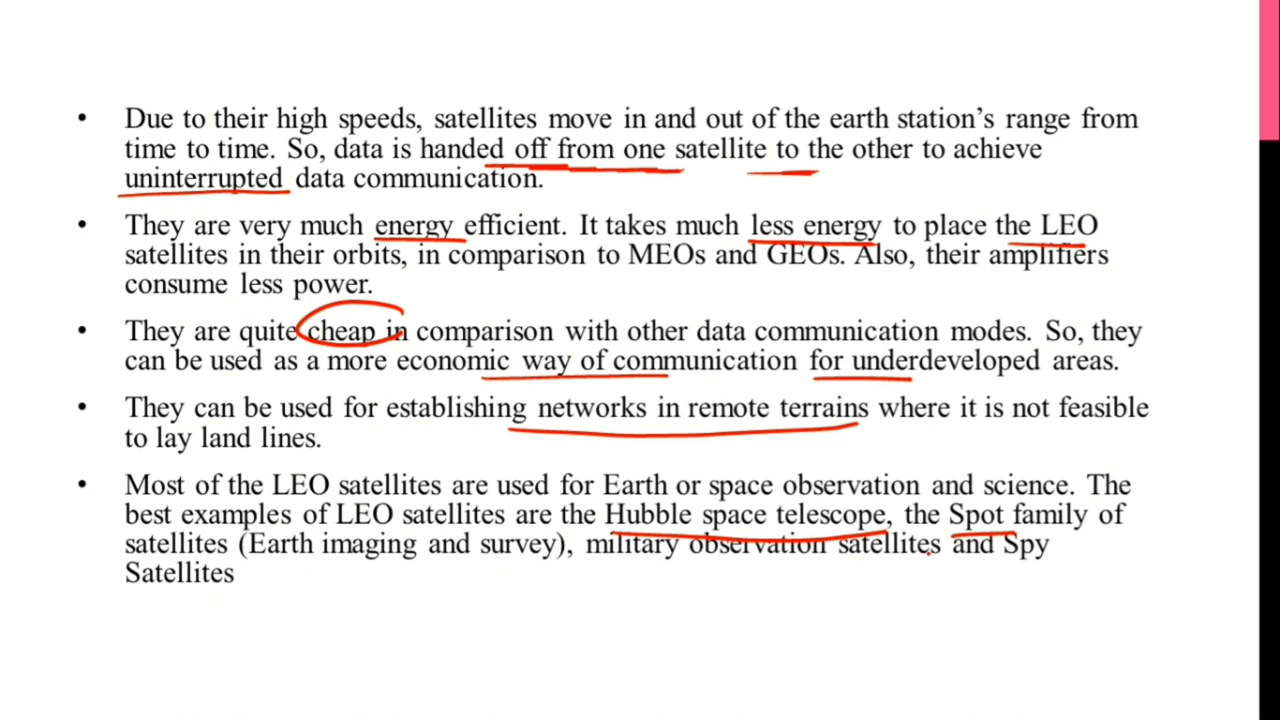 • Due to their high speeds, satellites move in and out of the earth station’s range from
time to time. So, data is handed off from one satellite to the other to achieve
uninterrupted data communication.
• They are very much energy efficient. It takes much less energy to place the LEO
satellites in their orbits, in comparison to MEOs and GEOs. Also, their amplifiers
consume less power.
• They are quite cheap in comparison with other data communication modes. So, they
can be used as a more economic way of communication for underdeveloped areas.
• They can be used for establishing networks in remote terrains where it is not feasible
to lay land lines.
• Most of the LEO satellites are used for Earth or space observation and science. The
best examples of LEO satellites are the Hubble space telescope, the Spot family of
satellites (Earth imaging and survey), military observation satellites and Spy
Satellites